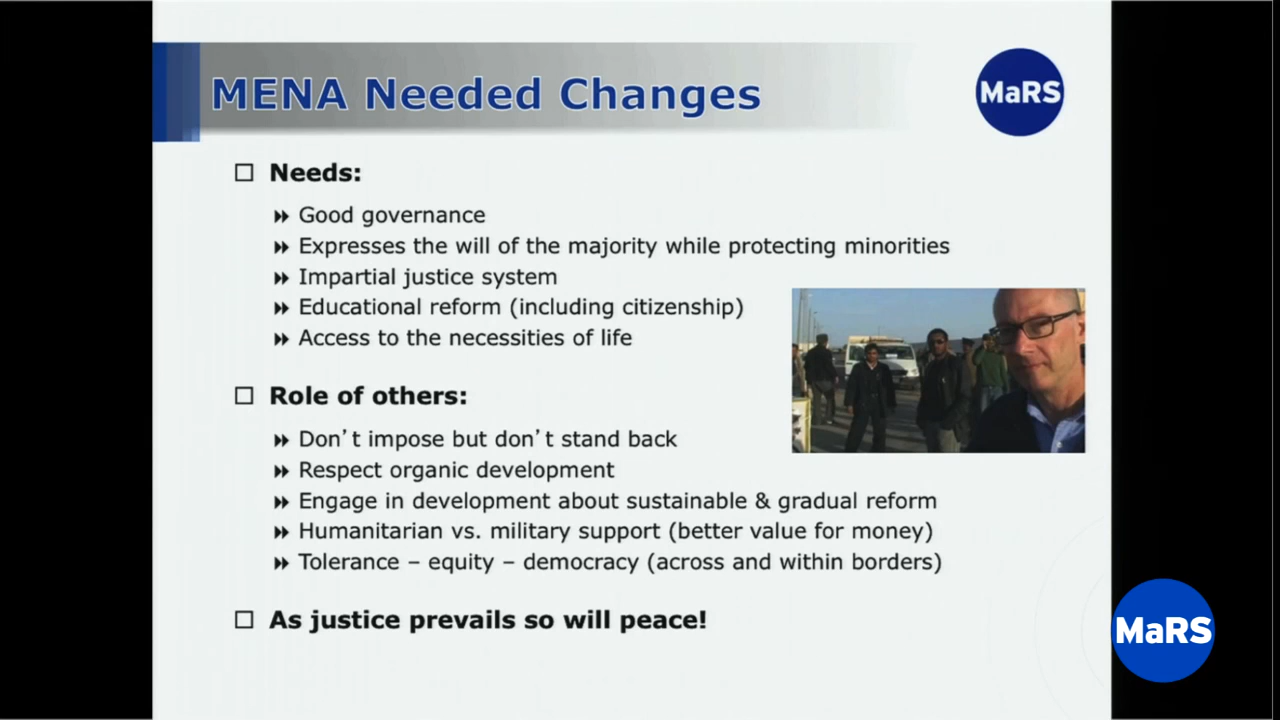 MENA Needed Changes
MaRS
Needs:
Good governance
Expresses the will of the majority while protecting minorities
Impartial justice system
Educational reform (including citizenship)
Access to the necessities of life
Role of others:
Don’t impose but don’t stand back
Respect organic development
Engage in development about sustainable & gradual reform
Humanitarian vs. military support (better value for money)
Tolerance – equity – democracy (across and within borders)
As justice prevails so will peace!
MaRS